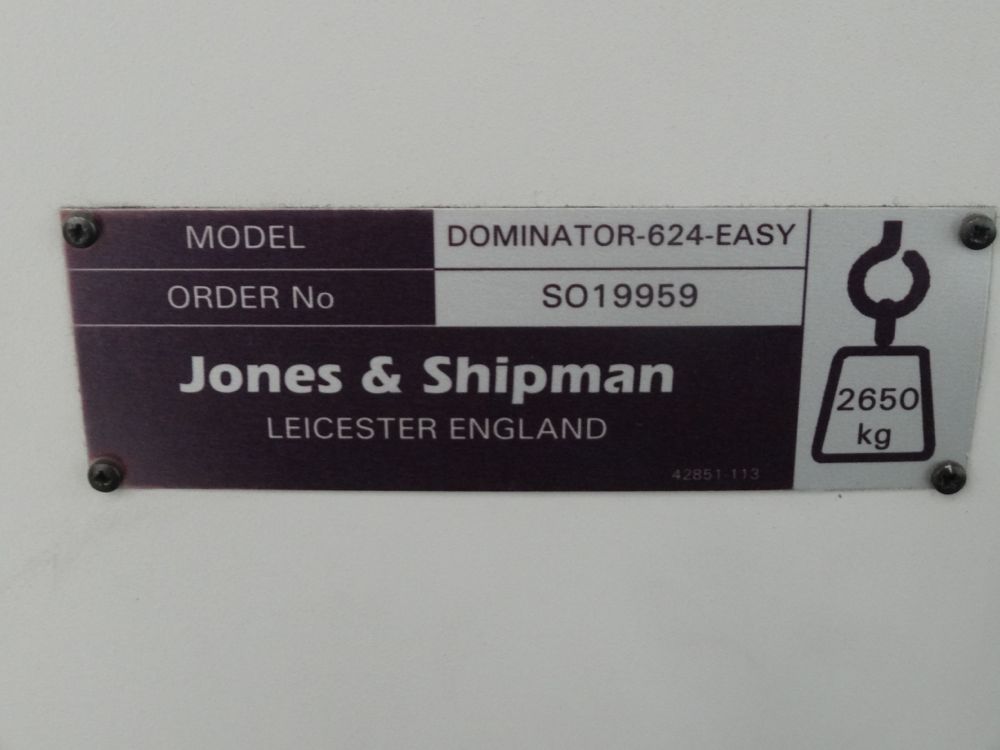 MODEL DOMINATOR-624-EASY
ORDER No SO19959
Jones & Shipman
LEICESTER ENGLAND
42851-113
2650
kg